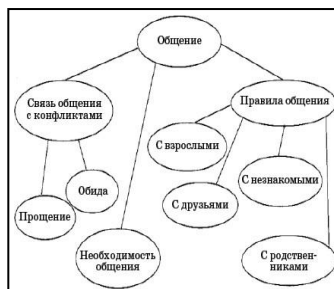 Общение
Связь общения
с конфликтами
Правила общения
С взрослыми
С незнакомыми
Обида
С друзьями
Прощение
Необходимость
общения
С родствен-
никами